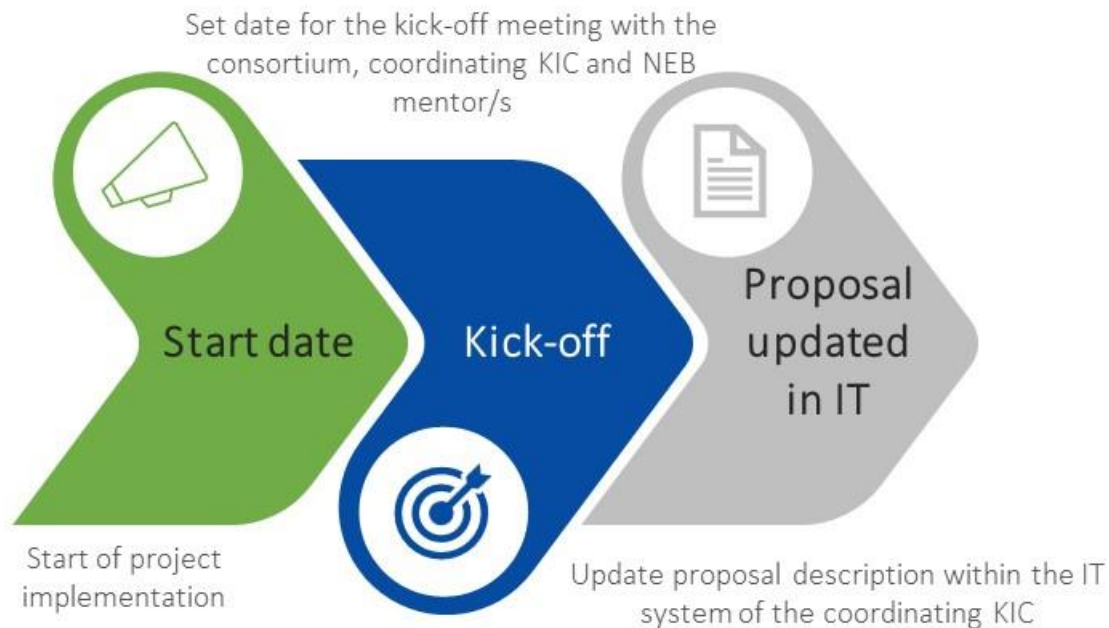 Set date for the kick-off meeting with the
consortium, coordinating KIC and NEB
mentor/s
Start date
Kick-off
Proposal
updated
in IT
Start of project
implementation
Update proposal description within the IT
system of the coordinating KIC